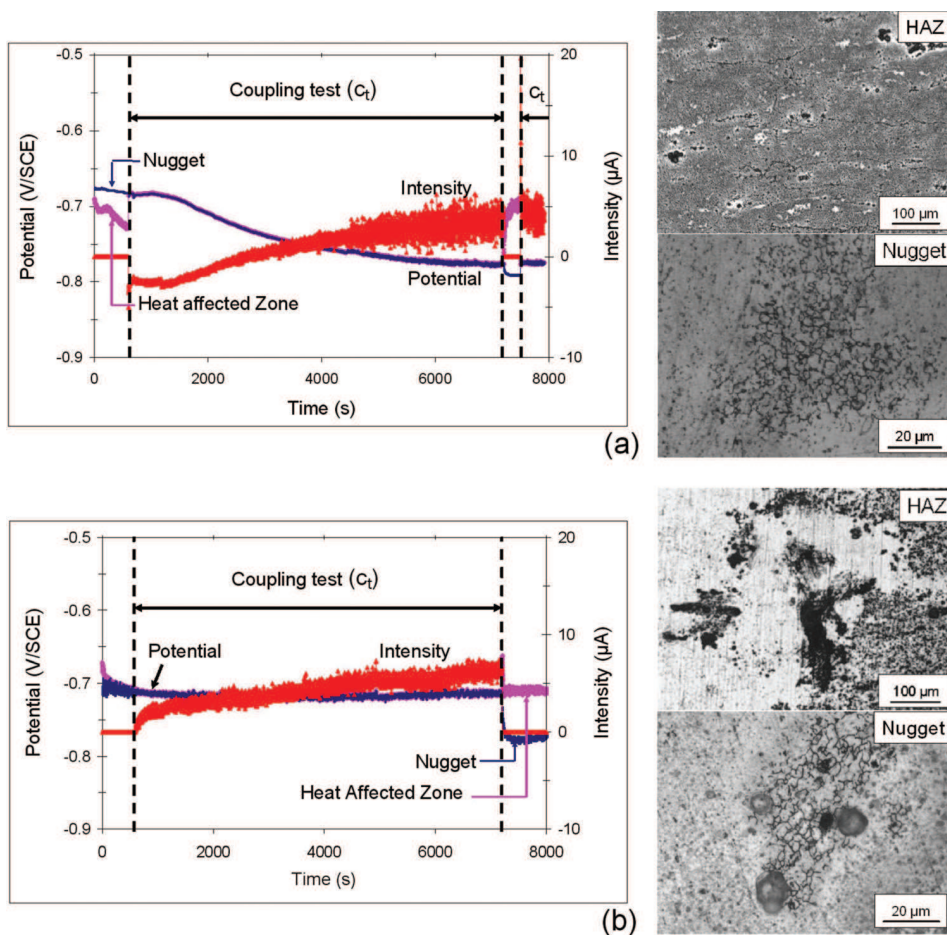 -0.5
20
Coupling test (cₜ)
cₜ
-0.6
10
Nugget
Intensity
Potential (V/SCE)
-0.7
Intensity (µA)
0
-0.8
Potential
Heat affected Zone
-0.9
-10
0
2000
4000
6000
8000
Time (s)
(a)
HAZ
100 µm
Nugget
20 µm
-0.5
20
Coupling test (cₜ)
-0.6
10
Potential
Intensity
Potential (V/SCE)
-0.7
Intensity (µA)
0
-0.8
Nugget
Heat Affected Zone
-0.9
-10
0
2000
4000
6000
8000
Time (s)
(b)
HAZ
100 µm
Nugget
20 µm